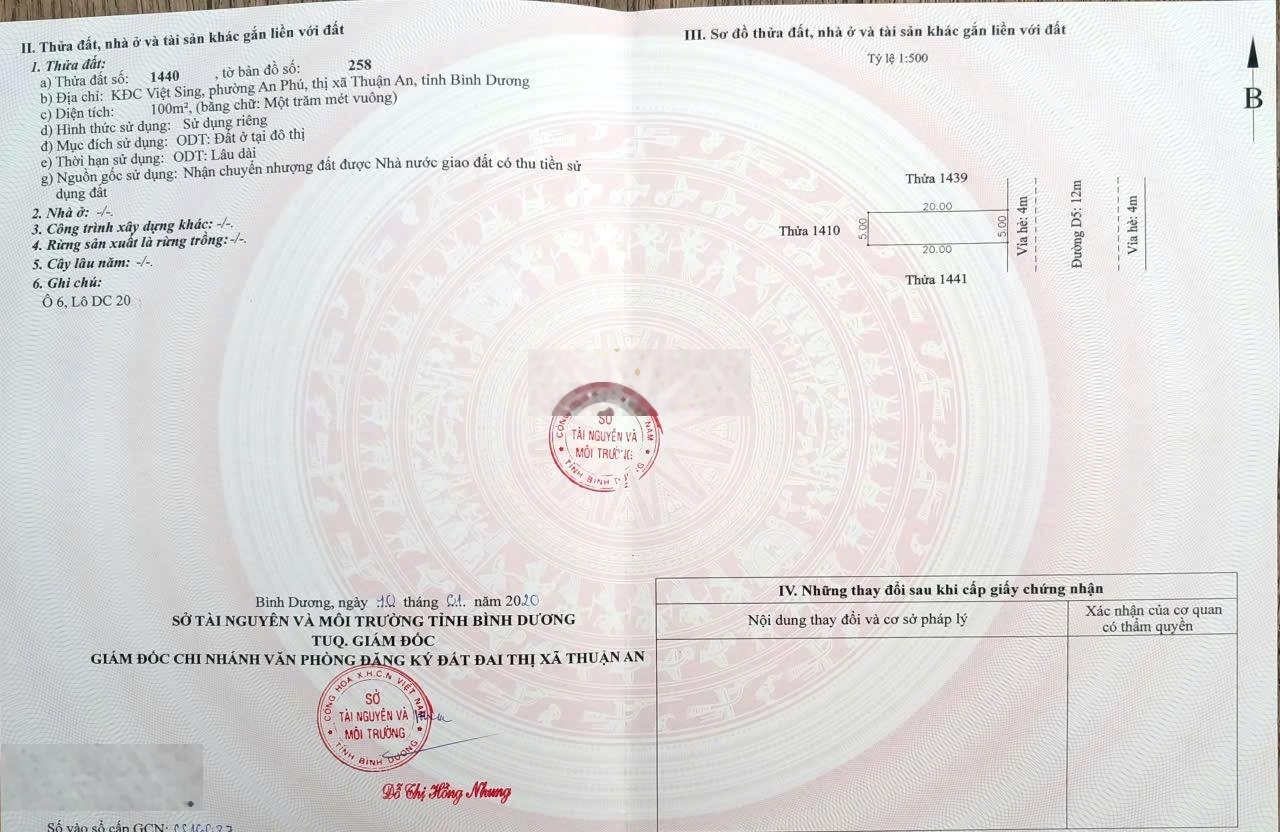 II. Thửa đất, nhà ở và tài sản khác gắn liền với đất
1. Thửa đất:
a) Thửa đất số: 1440 , tờ bản đồ số: 258
b) Địa chỉ: KĐC Việt Sing, phường An Phú, thị xã Thuận An, tỉnh Bình Dương
c) Diện tích: 100m², (bằng chữ: Một trăm mét vuông)
d) Hình thức sử dụng: Sử dụng riêng
đ) Mục đích sử dụng: ODT: Đất ở tại đô thị
e) Thời hạn sử dụng: ODT: Lâu dài
g) Nguồn gốc sử dụng: Nhận chuyển nhượng đất được Nhà nước giao đất có thu tiền sử
dụng đất
2. Nhà ở: -/-.
3. Công trình xây dựng khác: -/-.
4. Rừng sản xuất là rừng trồng:-/-.
5. Cây lâu năm: -/-.
6. Ghi chú:
Ô 6, Lô DC 20
Bình Dương, ngày 10 tháng 01. năm 2020
SỞ TÀI NGUYÊN VÀ MÔI TRƯỜNG TỈNH BÌNH DƯƠNG
TUQ. GIÁM ĐỐC
GIÁM ĐỐC CHI NHÁNH VĂN PHÒNG ĐĂNG KÝ ĐẤT ĐAI THỊ XÃ THUẬN AN
CỘNG HÒA X.H.C.N VIỆT NAM
SỞ
TÀI NGUYÊN VÀ
MÔI TRƯỜNG
TỈNH BÌNH DƯƠNG
Đỗ Thị Hồng Nhung
Số vào sổ cấp GCN:
SỞ
TÀI NGUYÊN VÀ
MÔI TRƯỜNG
TỈNH BÌNH
NAM
III. Sơ đồ thửa đất, nhà ở và tài sản khác gắn liền với đất
Tỷ lệ 1:500
B
Thửa 1439
20.00
Thửa 1410
5.00
5.00
20.00
Thửa 1441
Vỉa hè: 4m
Đường D5: 12m
Vỉa hè: 4m
IV. Những thay đổi sau khi cấp giấy chứng nhận
Nội dung thay đổi và cơ sở pháp lý
Xác nhận của cơ quan
có thẩm quyền